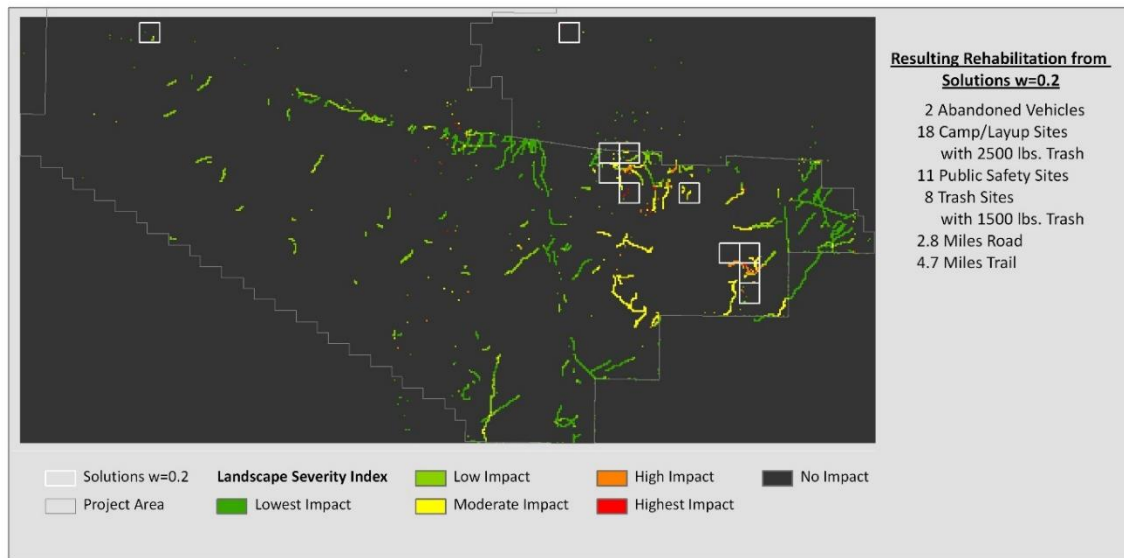 Resulting Rehabilitation from
Solutions w=0.2
2 Abandoned Vehicles
18 Camp/Layup Sites
with 2500 lbs. Trash
11 Public Safety Sites
8 Trash Sites
with 1500 lbs. Trash
2.8 Miles Road
4.7 Miles Trail
Solutions w=0.2 Landscape Severity Index Low Impact High Impact No Impact
Project Area Lowest Impact Moderate Impact Highest Impact